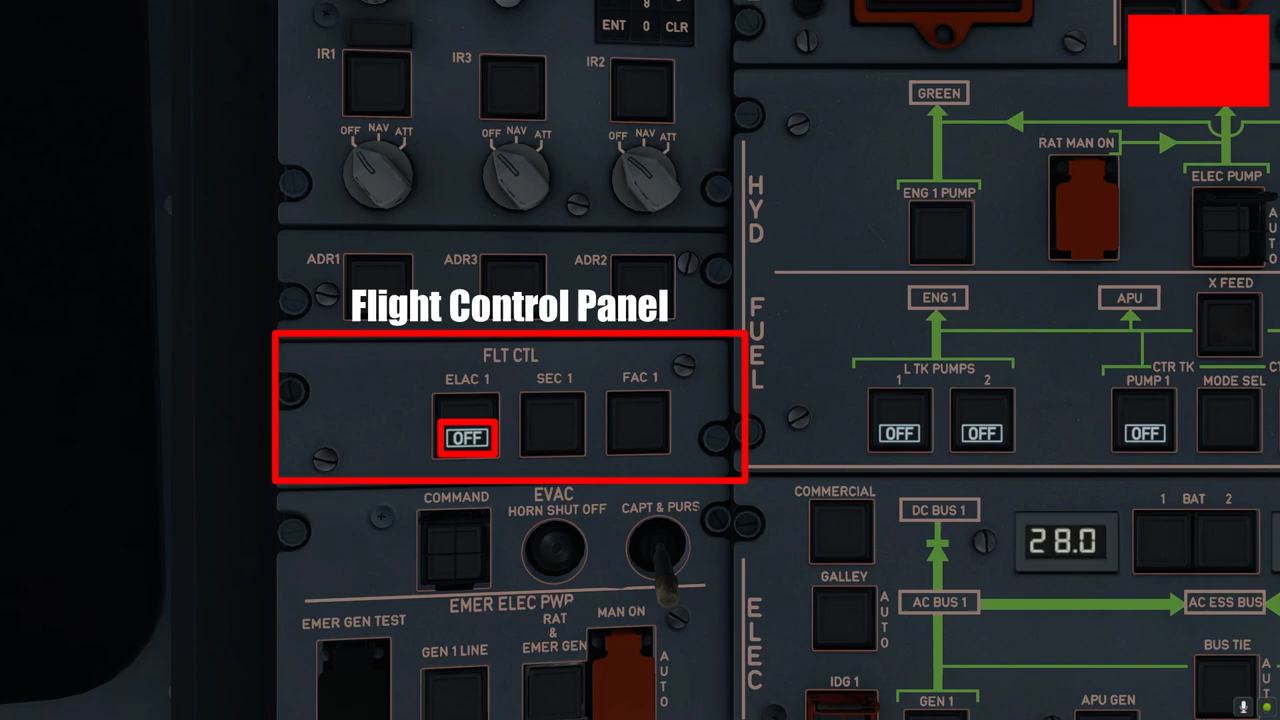 8
ENT 0 CLR
IR1
IR3
IR2
OFF NAV ATT
OFF NAV ATT
OFF NAV ATT
ADR1
ADR3
ADR2
Flight Control Panel
FLT CTL
ELAC 1
SEC 1
FAC 1
OFF
COMMAND
EVAC
HORN SHUT OFF
CAPT & PURS
EMER ELEC PWR
EMER GEN TEST
GEN 1 LINE
RAT
&
EMER GEN
MAN ON
AUTO
HYD
GREEN
RAT MAN ON
ENG 1 PUMP
ELEC PUMP
AUTO
FUEL
ENG 1
APU
X FEED
L TK PUMPS
1
2
CTR TK
PUMP 1
MODE SEL
OFF
OFF
OFF
ELEC
COMMERCIAL
DC BUS 1
28.0
1 BAT 2
GALLEY
AUTO
AC BUS 1
AC ESS BUS
BUS TIE
IDG 1
GEN 1
APU GEN